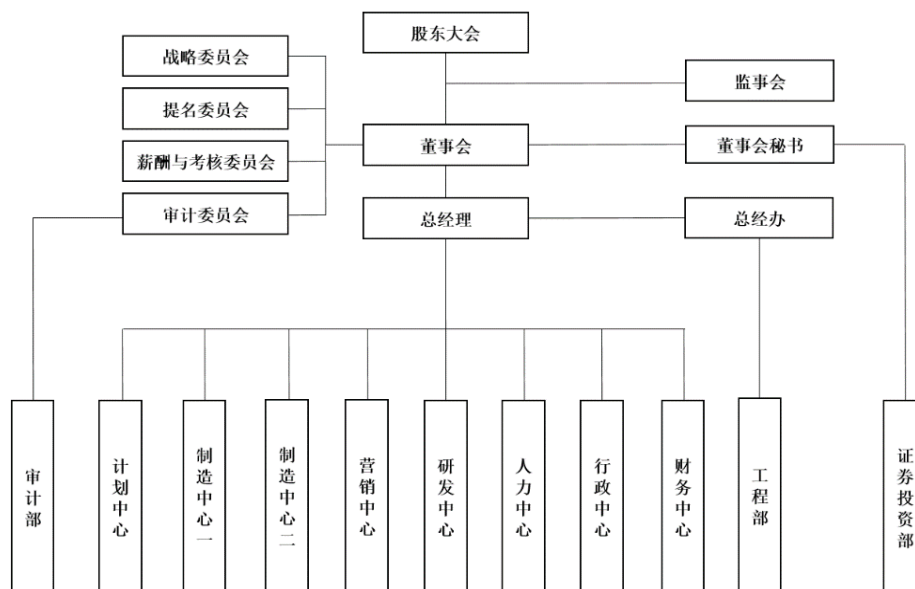 股东大会
战略委员会
监事会
提名委员会
董事会
董事会秘书
薪酬与考核委员会
审计委员会
总经理
总经办
审计部
计划中心
制造中心一
制造中心二
营销中心
研发中心
人力中心
行政中心
财务中心
工程部
证券投资部